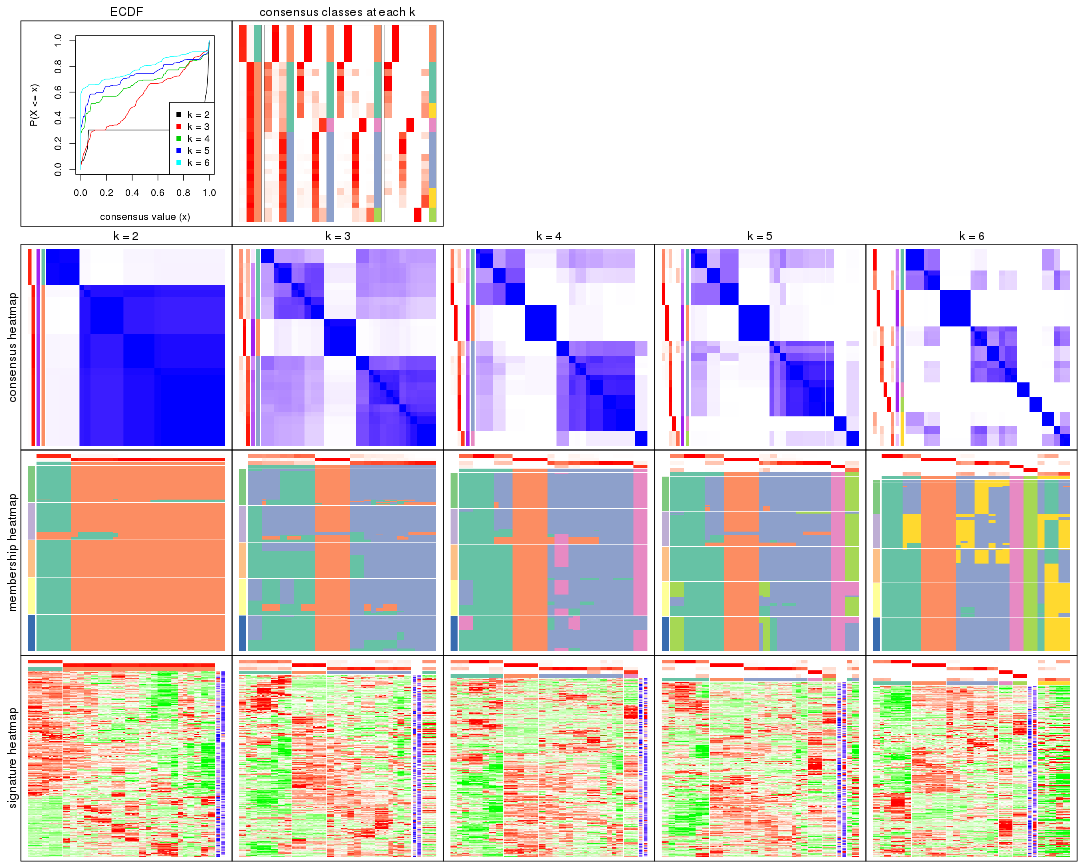 ECDF
consensus classes at each k
P(X <= x)
0.0 0.2 0.4 0.6 0.8 1.0
k = 2
k = 3
k = 4
k = 5
k = 6
0.0 0.2 0.4 0.6 0.8 1.0
consensus value (x)
k = 2 k = 3 k = 4 k = 5 k = 6
consensus heatmap
membership heatmap
signature heatmap